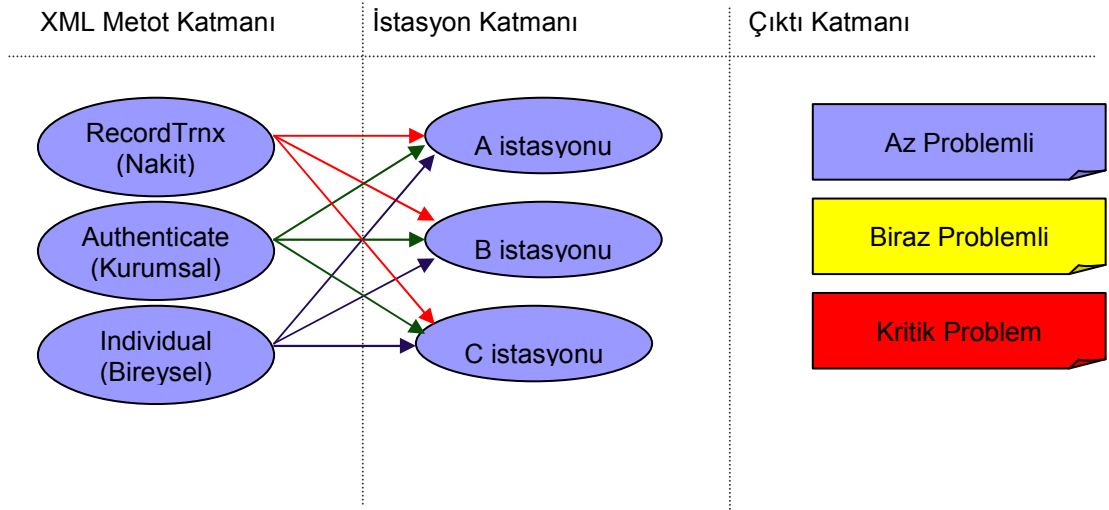 XML Metot Katmanı
İstasyon Katmanı
Çıktı Katmanı
RecordTrnx
(Nakit)
A istasyonu
Az Problemli
Authenticate
(Kurumsal)
B istasyonu
Biraz Problemli
Individual
(Bireysel)
C istasyonu
Kritik Problem